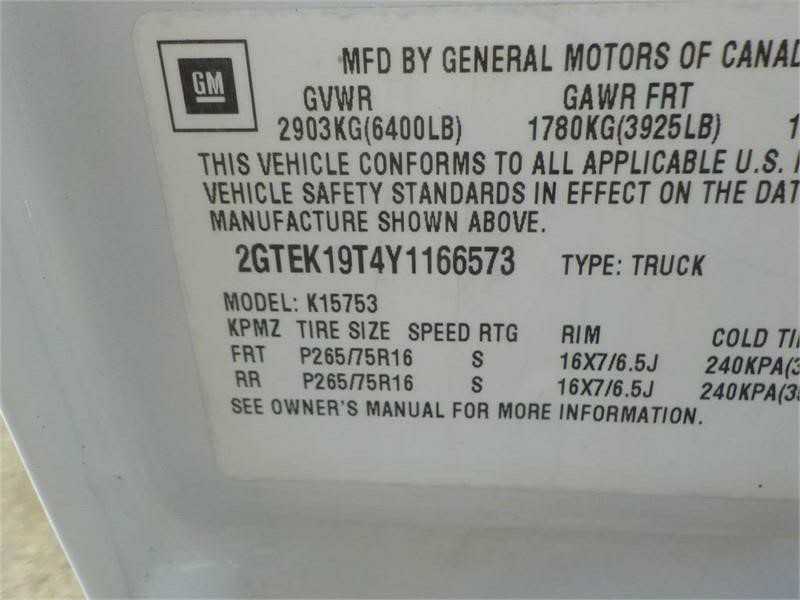 GM
MFD BY GENERAL MOTORS OF CANAD
GVWR GAWR FRT
2903KG(6400LB) 1780KG(3925LB) 1
THIS VEHICLE CONFORMS TO ALL APPLICABLE U.S.
VEHICLE SAFETY STANDARDS IN EFFECT ON THE DAT
MANUFACTURE SHOWN ABOVE.
2GTEK19T4Y1166573 TYPE: TRUCK
MODEL: K15753
KPMZ TIRE SIZE SPEED RTG RIM COLD TI
FRT P265/75R16 S 16X7/6.5J 240KPA(3
RR P265/75R16 S 16X7/6.5J 240KPA(35
SEE OWNER'S MANUAL FOR MORE INFORMATION.